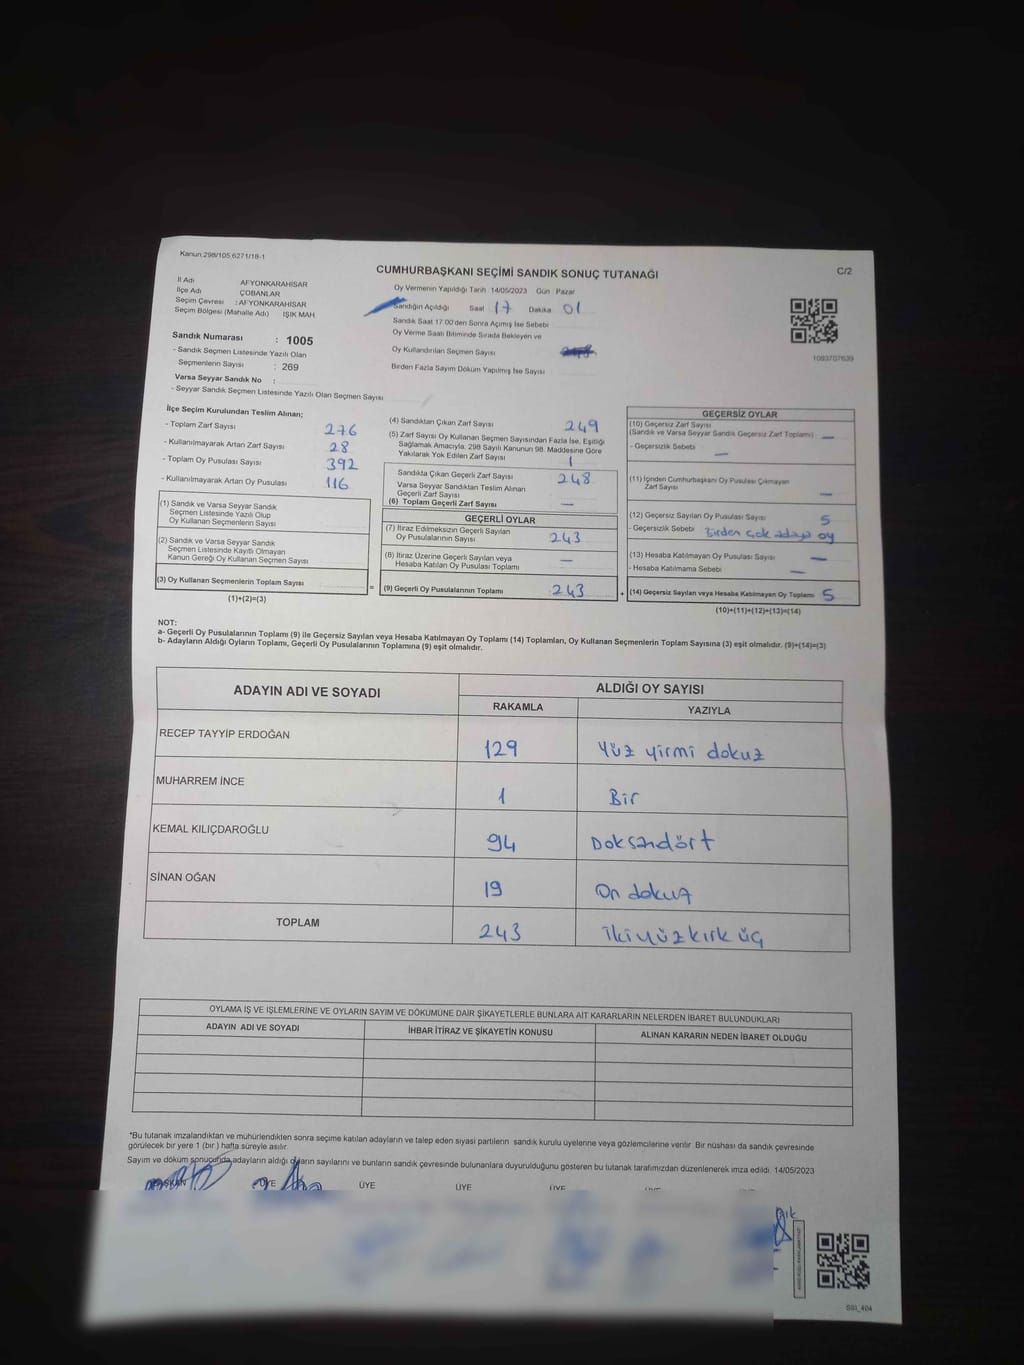 Kanun:298/105,6271/18-1
CUMHURBAŞKANI SEÇİMİ SANDIK SONUÇ TUTANAĞI
C/2
İl Adı AFYONKARAHİSAR
İlçe Adı ÇOBANLAR
Seçim Çevresi : AFYONKARAHİSAR
Seçim Bölgesi (Mahalle Adı) IŞIK MAH
Oy Vermenin Yapıldığı Tarih 14/05/2023 Gün : Pazar
Sandığın Açıldığı Saat 17 Dakika 01
Sandık Saat 17:00'den Sonra Açımış İse Sebebi
Oy Verme Saati Bitiminde Sırada Bekleyen ve
Oy Kullandırılan Seçmen Sayısı
Birden Fazla Sayım Döküm Yapılmış İse Sayısı
1093707639
Sandık Numarası : 1005
- Sandık Seçmen Listesinde Yazılı Olan
Seçmenlerin Sayısı : 269
Varsa Seyyar Sandık No :
- Seyyar Sandık Seçmen Listesinde Yazılı Olan Seçmen Sayısı
İlçe Seçim Kurulundan Teslim Alınan;
- Toplam Zarf Sayısı 276
- Kullanılmayarak Artan Zarf Sayısı 28
- Toplam Oy Pusulası Sayısı 392
- Kullanılmayarak Artan Oy Pusulası 116
(1) Sandık ve Varsa Seyyar Sandık
Seçmen Listesinde Yazılı Olup
Oy Kullanan Seçmenlerin Sayısı
(2) Sandık ve Varsa Seyyar Sandık
Seçmen Listesinde Kayıtlı Olmayan
Kanun Gereği Oy Kullanan Seçmen Sayısı
(3) Oy Kullanan Seçmenlerin Toplam Sayısı =
(1)+(2)=(3)
(4) Sandıktan Çıkan Zarf Sayısı 249
(5) Zarf Sayısı Oy Kullanan Seçmen Sayısından Fazla İse, Eşitliği
Sağlamak Amacıyla, 298 Sayılı Kanunun 98. Maddesine Göre
Yakılarak Yok Edilen Zarf Sayısı 1
Sandıkta Çıkan Geçerli Zarf Sayısı 248
Varsa Seyyar Sandıktan Teslim Alınan
Geçerli Zarf Sayısı
(6) Toplam Geçerli Zarf Sayısı —
GEÇERLİ OYLAR
(7) İtiraz Edilmeksizin Geçerli Sayılan
Oy Pusulalarının Sayısı 243
(8) İtiraz Üzerine Geçerli Sayılan veya
Hesaba Katılan Oy Pusulası Toplamı —
(9) Geçerli Oy Pusulalarının Toplamı 243 +
GEÇERSİZ OYLAR
(10) Geçersiz Zarf Sayısı
(Sandık ve Varsa Seyyar Sandık Geçersiz Zarf Toplamı) —
- Geçersizlik Sebebi —
(11) İçinden Cumhurbaşkanı Oy Pusulası Çıkmayan
Zarf Sayısı —
(12) Geçersiz Sayılan Oy Pusulası Sayısı 5
- Geçersizlik Sebebi Birden çok adaya oy
(13) Hesaba Katılmayan Oy Pusulası Sayısı —
- Hesaba Katılmama Sebebi —
(14) Geçersiz Sayılan veya Hesaba Katılmayan Oy Toplamı 5
(10)+(11)+(12)+(13)=(14)
NOT:
a- Geçerli Oy Pusulalarının Toplamı (9) ile Geçersiz Sayılan veya Hesaba Katılmayan Oy Toplamı (14) Toplamları, Oy Kullanan Seçmenlerin Toplam Sayısına (3) eşit olmalıdır. (9)+(14)=(3)
b- Adayların Aldığı Oyların Toplamı, Geçerli Oy Pusulalarının Toplamına (9) eşit olmalıdır.
ADAYIN ADI VE SOYADI
ALDIĞI OY SAYISI
RAKAMLA YAZIYLA
RECEP TAYYİP ERDOĞAN 129 Yüz yirmi dokuz
MUHARREM İNCE 1 Bir
KEMAL KILIÇDAROĞLU 94 Doksandört
SİNAN OĞAN 19 On dokuz
TOPLAM 243 İkiyüzkırk üç
OYLAMA İŞ VE İŞLEMLERİNE VE OYLARIN SAYIM VE DÖKÜMÜNE DAİR ŞİKAYETLERLE BUNLARA AİT KARARLARIN NELERDEN İBARET BULUNDUKLARI
ADAYIN ADI VE SOYADI İHBAR İTİRAZ VE ŞİKAYETİN KONUSU ALINAN KARARIN NEDEN İBARET OLDUĞU
*Bu tutanak imzalandıktan ve mühürlendikten sonra seçime katılan adayların ve talep eden siyasi partilerin sandık kurulu üyelerine veya gözlemcilerine verilir. Bir nüshası da sandık çevresinde
görülecek bir yere 1 (bir ) hafta süreyle asılır.
Sayım ve döküm sonucunda, adayların aldığı oyların sayılarını ve bunların sandık çevresinde bulunanlara duyurulduğunu gösteren bu tutanak tarafımızdan düzenlenerek imza edildi. 14/05/2023
BAŞKAN ÜYE ÜYE ÜYE ÜYE ÜYE ÜYE
SSI_404